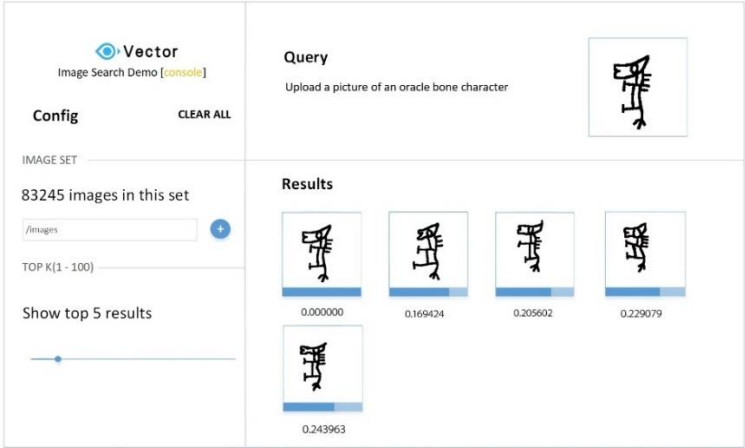 Vector
Image Search Demo [console]
Config
CLEAR ALL
IMAGE SET
83245 images in this set
/images
+
TOP K(1 - 100)
Show top 5 results
Query
Upload a picture of an oracle bone character
Results
0.000000
0.169424
0.205602
0.229079
0.243963